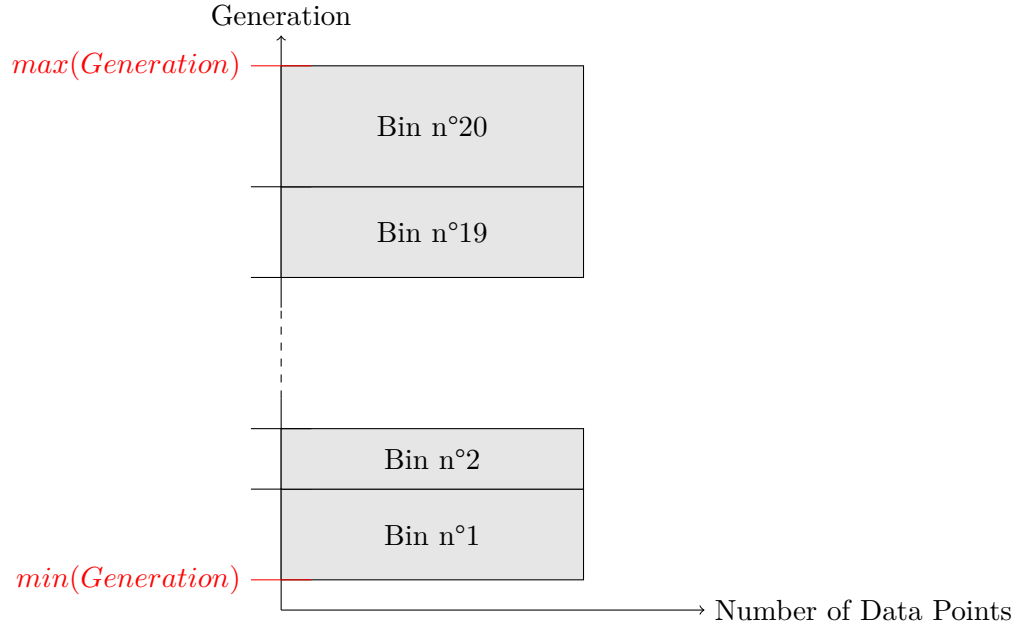 Generation
max(Generation)
Bin n°20
Bin n°19
Bin n°2
Bin n°1
min(Generation)
Number of Data Points